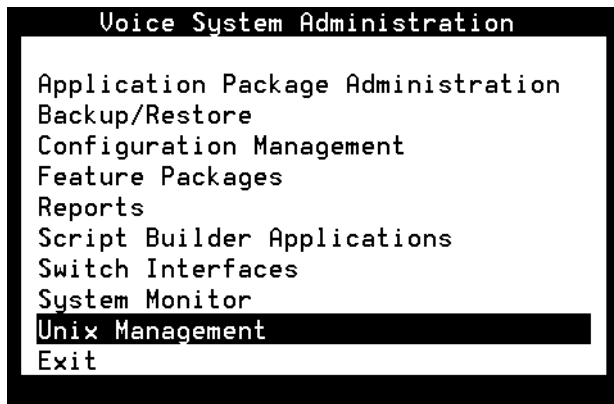 Voice System Administration
Application Package Administration
Backup/Restore
Configuration Management
Feature Packages
Reports
Script Builder Applications
Switch Interfaces
System Monitor
Unix Management
Exit